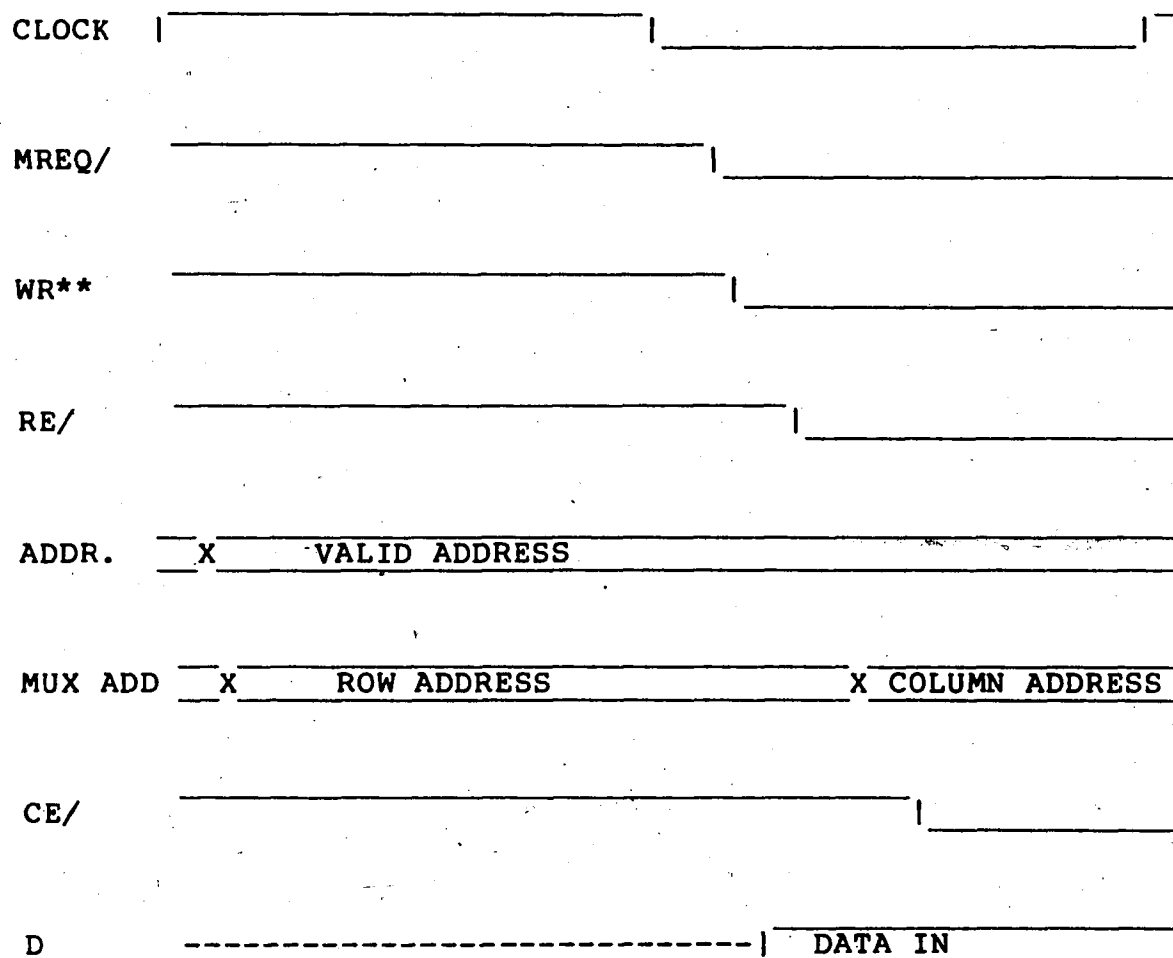 CLOCK
MREQ/
WR**
RE/
ADDR. X VALID ADDRESS
MUX ADD X ROW ADDRESS X COLUMN ADDRESS
CE/
D DATA IN